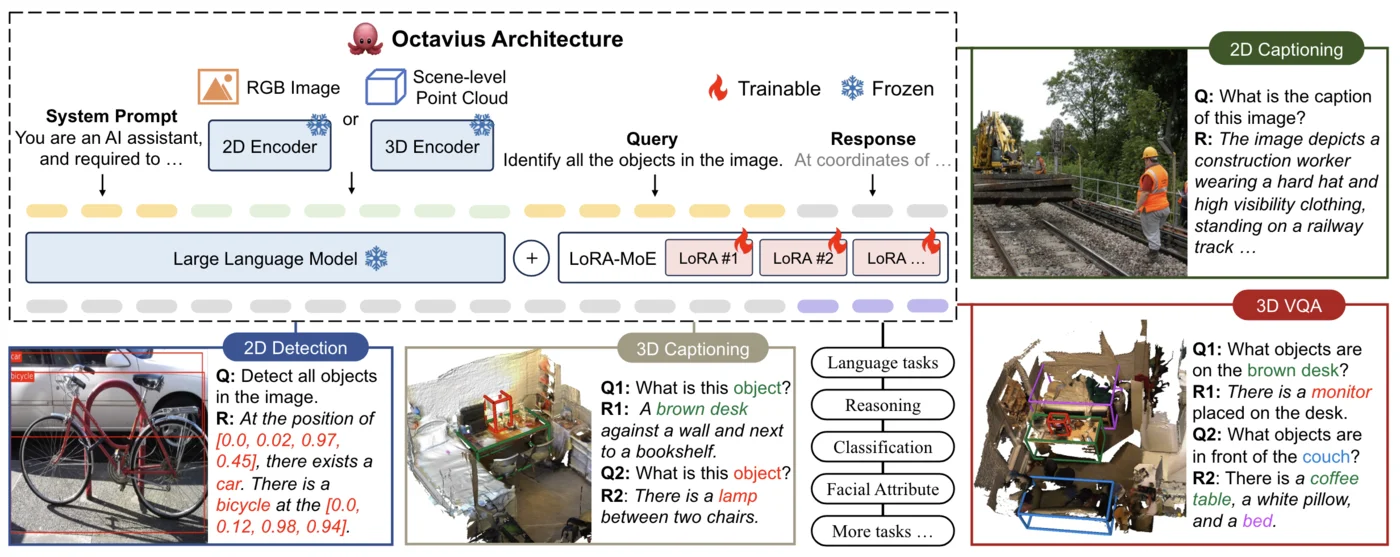 Octavius Architecture
RGB Image
Scene-level
Point Cloud
Trainable
Frozen
System Prompt
You are an AI assistant,
and required to …
2D Encoder
or
3D Encoder
Query
Identify all the objects in the image.
Response
At coordinates of …
Large Language Model
+
LoRA-MoE
LoRA #1
LoRA #2
LoRA …
2D Captioning
Q: What is the caption
of this image?
R: The image depicts a
construction worker
wearing a hard hat and
high visibility clothing,
standing on a railway
track …
2D Detection
car
bicycle
Q: Detect all objects
in the image.
R: At the position of
[0.0, 0.02, 0.97,
0.45], there exists a
car. There is a
bicycle at the [0.0,
0.12, 0.98, 0.94].
3D Captioning
Q1: What is this object?
R1: A brown desk
against a wall and next
to a bookshelf.
Q2: What is this object?
R2: There is a lamp
between two chairs.
Language tasks
Reasoning
Classification
Facial Attribute
More tasks …
3D VQA
Q1: What objects are
on the brown desk?
R1: There is a monitor
placed on the desk.
Q2: What objects are
in front of the couch?
R2: There is a coffee
table, a white pillow,
and a bed.